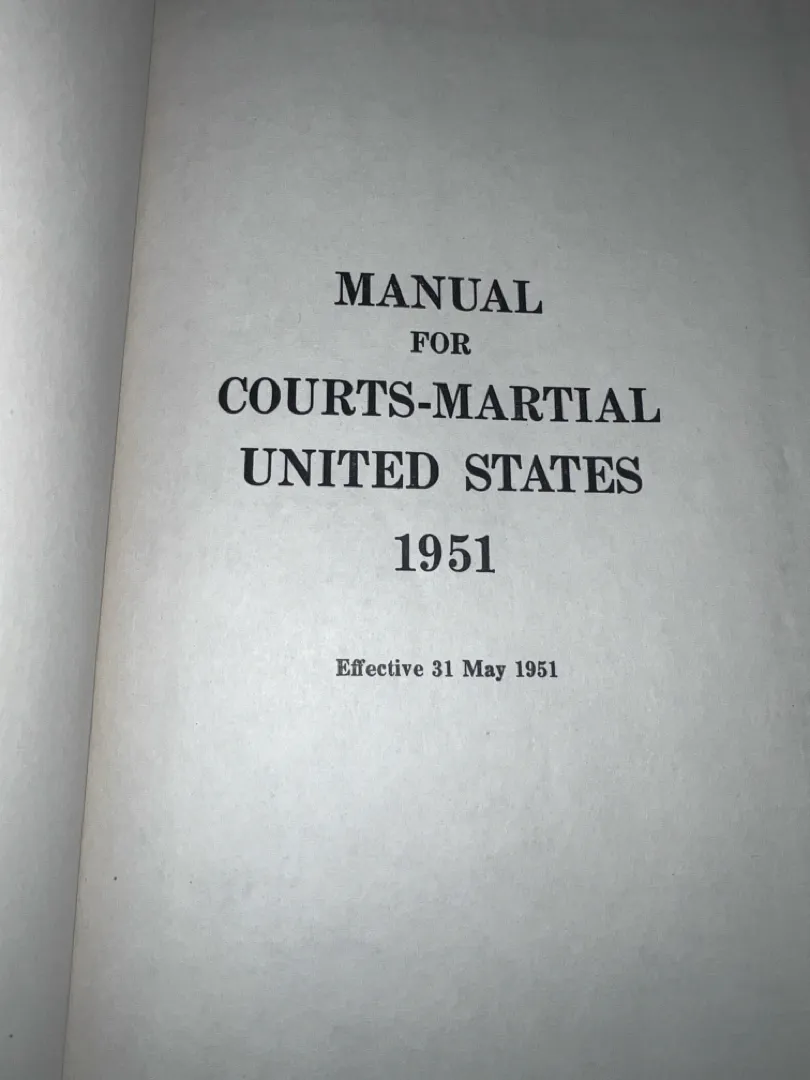 MANUAL
FOR
COURTS-MARTIAL
UNITED STATES
1951
Effective 31 May 1951